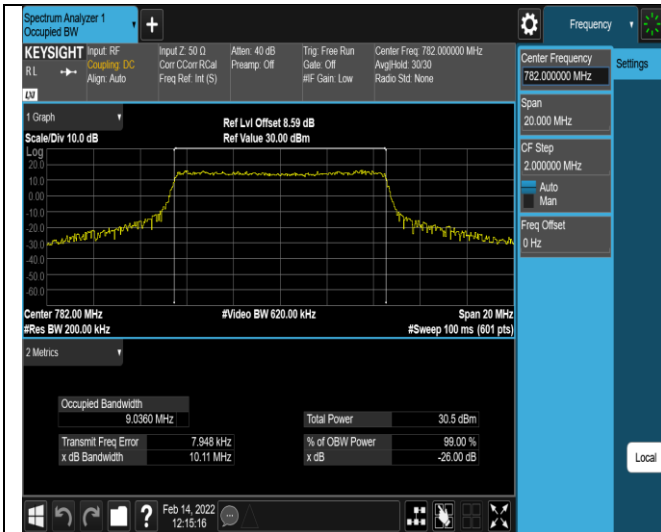 Spectrum Analyzer 1
Occupied BW
Frequency
KEYSIGHT
RL
LXI
Input: RF
Coupling: DC
Align: Auto
Input Z: 50 Ω
Corr CCorr RCal
Freq Ref: Int (S)
Atten: 40 dB
Preamp: Off
Trig: Free Run
Gate: Off
#IF Gain: Low
Center Freq: 782.000000 MHz
Avg|Hold: 30/30
Radio Std: None
Center Frequency
782.000000 MHz
Settings
Span
20.000 MHz
CF Step
2.000000 MHz
Auto
Man
Freq Offset
0 Hz
Local
1 Graph
Scale/Div 10.0 dB
Ref Lvl Offset 8.59 dB
Ref Value 30.00 dBm
Log
20.0
10.0
0.00
-10.0
-20.0
-30.0
-40.0
-50.0
-60.0
Center 782.00 MHz
#Video BW 620.00 kHz
Span 20 MHz
#Res BW 200.00 kHz
#Sweep 100 ms (601 pts)
2 Metrics
Occupied Bandwidth
9.0360 MHz
Total Power 30.5 dBm
Transmit Freq Error 7.948 kHz
% of OBW Power 99.00 %
x dB Bandwidth 10.11 MHz
x dB -26.00 dB
Feb 14, 2022
12:15:16